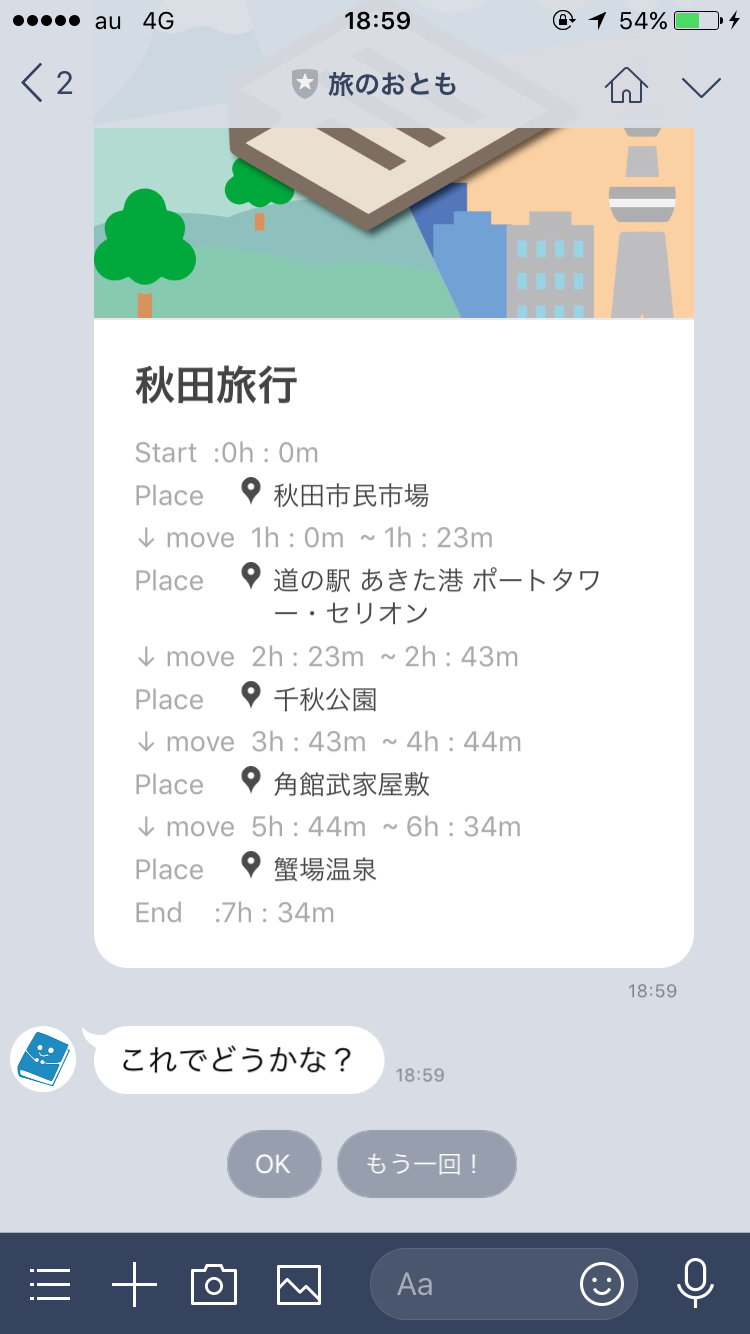 au 4G 18:59 54%
2 旅のおとも
秋田旅行
Start :0h : 0m
Place 秋田市民市場
↓ move 1h : 0m ~ 1h : 23m
Place 道の駅 あきた港 ポートタワ
ー・セリオン
↓ move 2h : 23m ~ 2h : 43m
Place 千秋公園
↓ move 3h : 43m ~ 4h : 44m
Place 角館武家屋敷
↓ move 5h : 44m ~ 6h : 34m
Place 蟹場温泉
End :7h : 34m
18:59
これでどうかな？
18:59
OK もう一回！
Aa